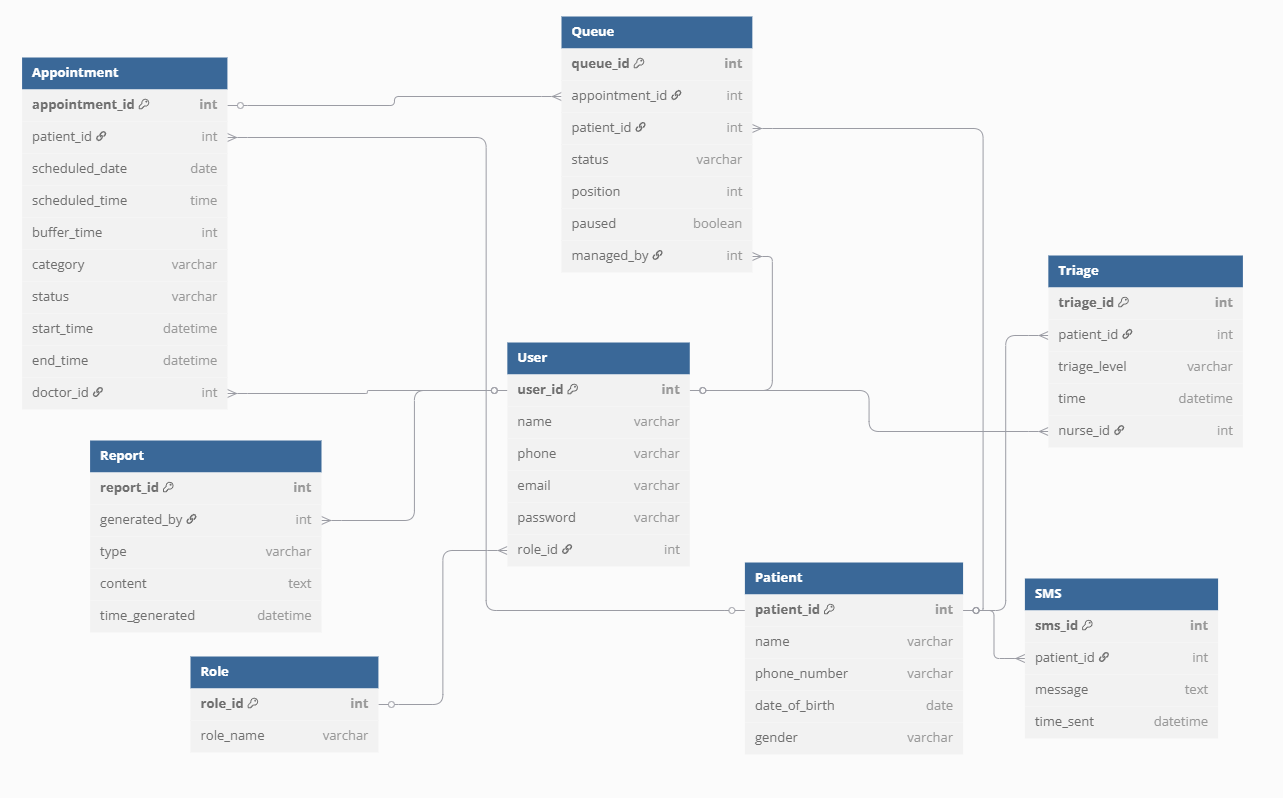 Queue
queue_id int
appointment_id int
patient_id int
status varchar
position int
paused boolean
managed_by int
Appointment
appointment_id int
patient_id int
scheduled_date date
scheduled_time time
buffer_time int
category varchar
status varchar
start_time datetime
end_time datetime
doctor_id int
Triage
triage_id int
patient_id int
triage_level varchar
time datetime
nurse_id int
User
user_id int
name varchar
phone varchar
email varchar
password varchar
role_id int
Report
report_id int
generated_by int
type varchar
content text
time_generated datetime
Patient
patient_id int
name varchar
phone_number varchar
date_of_birth date
gender varchar
SMS
sms_id int
patient_id int
message text
time_sent datetime
Role
role_id int
role_name varchar